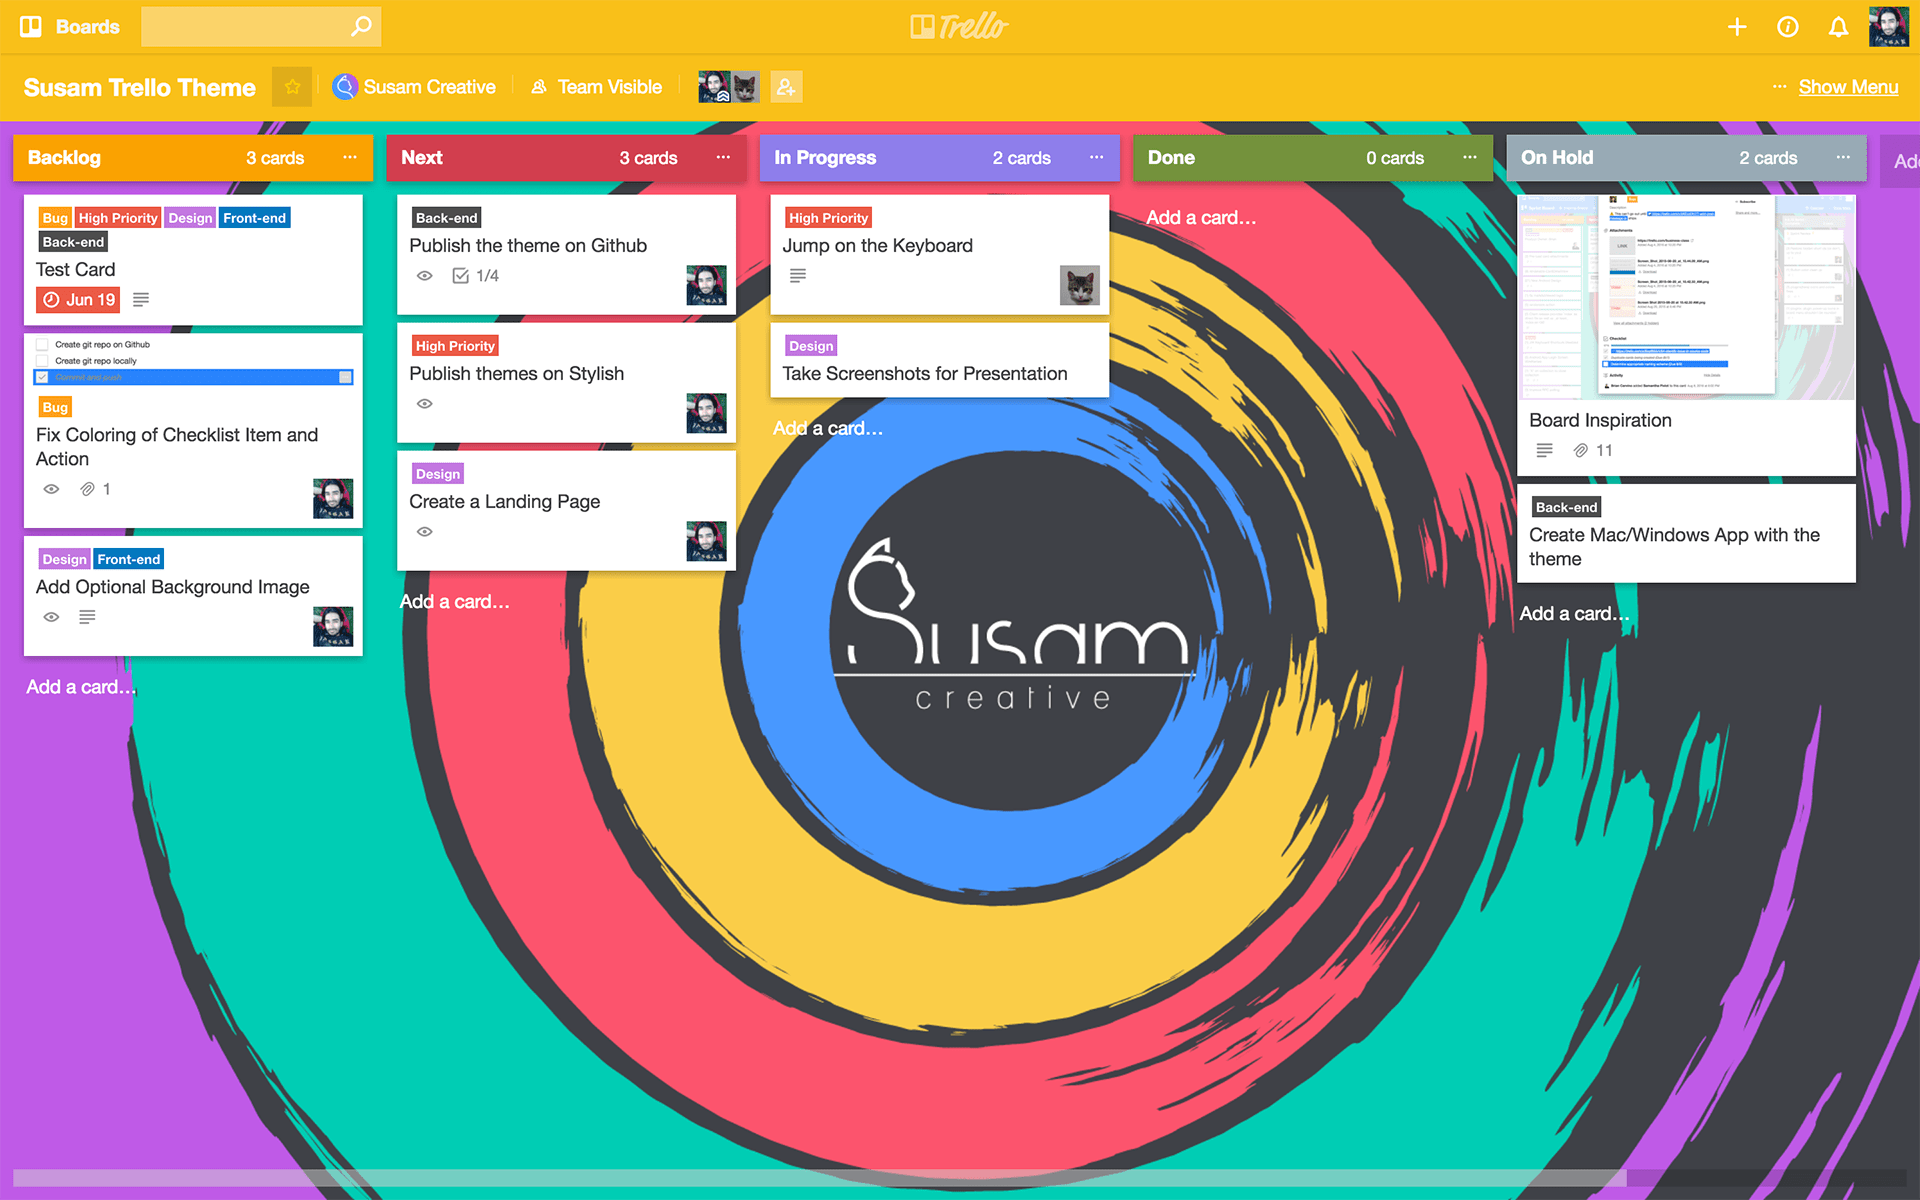 Boards
Trello
Susam Trello Theme
Susam Creative
Team Visible
··· Show Menu
Backlog 3 cards ···
Bug High Priority Design Front-end
Back-end
Test Card
Jun 19
Create git repo on Github
Create git repo locally
Commit and push
Bug
Fix Coloring of Checklist Item and
Action
1
Design Front-end
Add Optional Background Image
Add a card…
Next 3 cards ···
Back-end
Publish the theme on Github
1/4
High Priority
Publish themes on Stylish
Design
Create a Landing Page
Add a card…
In Progress 2 cards ···
High Priority
Jump on the Keyboard
Design
Take Screenshots for Presentation
Add a card…
Done 0 cards ···
Add a card…
On Hold 2 cards ···
Attachments
LINK
Checklist
Activity
Board Inspiration
11
Back-end
Create Mac/Windows App with the
theme
Add a card…
Susam
creative